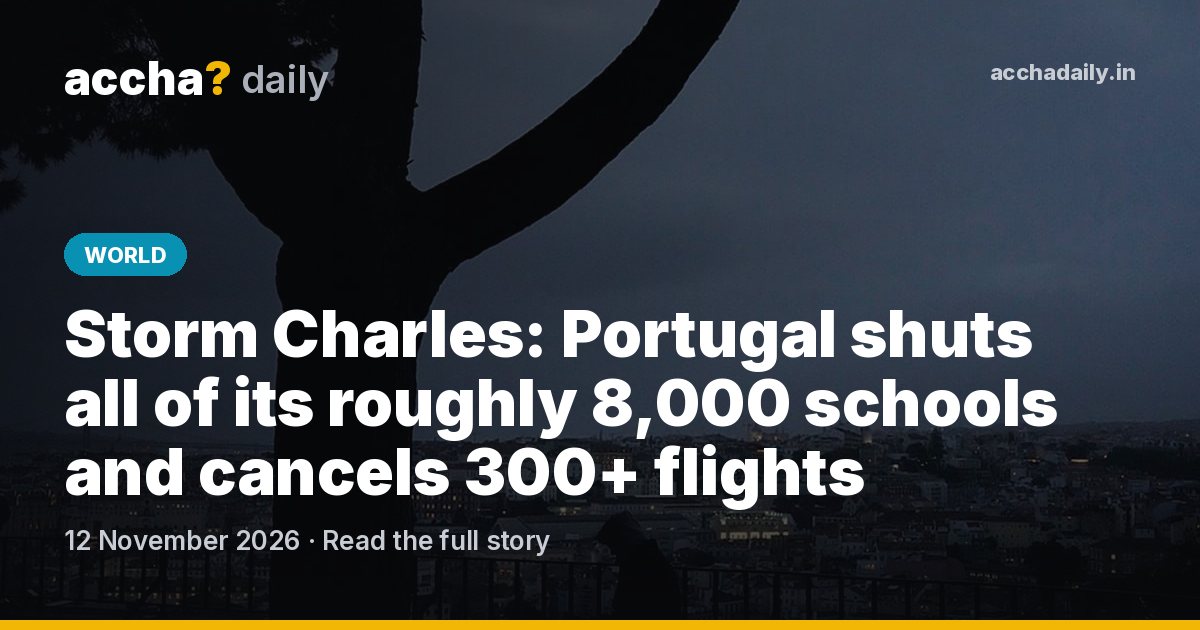 accha? daily
acchadaily.in
WORLD
Storm Charles: Portugal shuts
all of its roughly 8,000 schools
and cancels 300+ flights
12 November 2026 · Read the full story